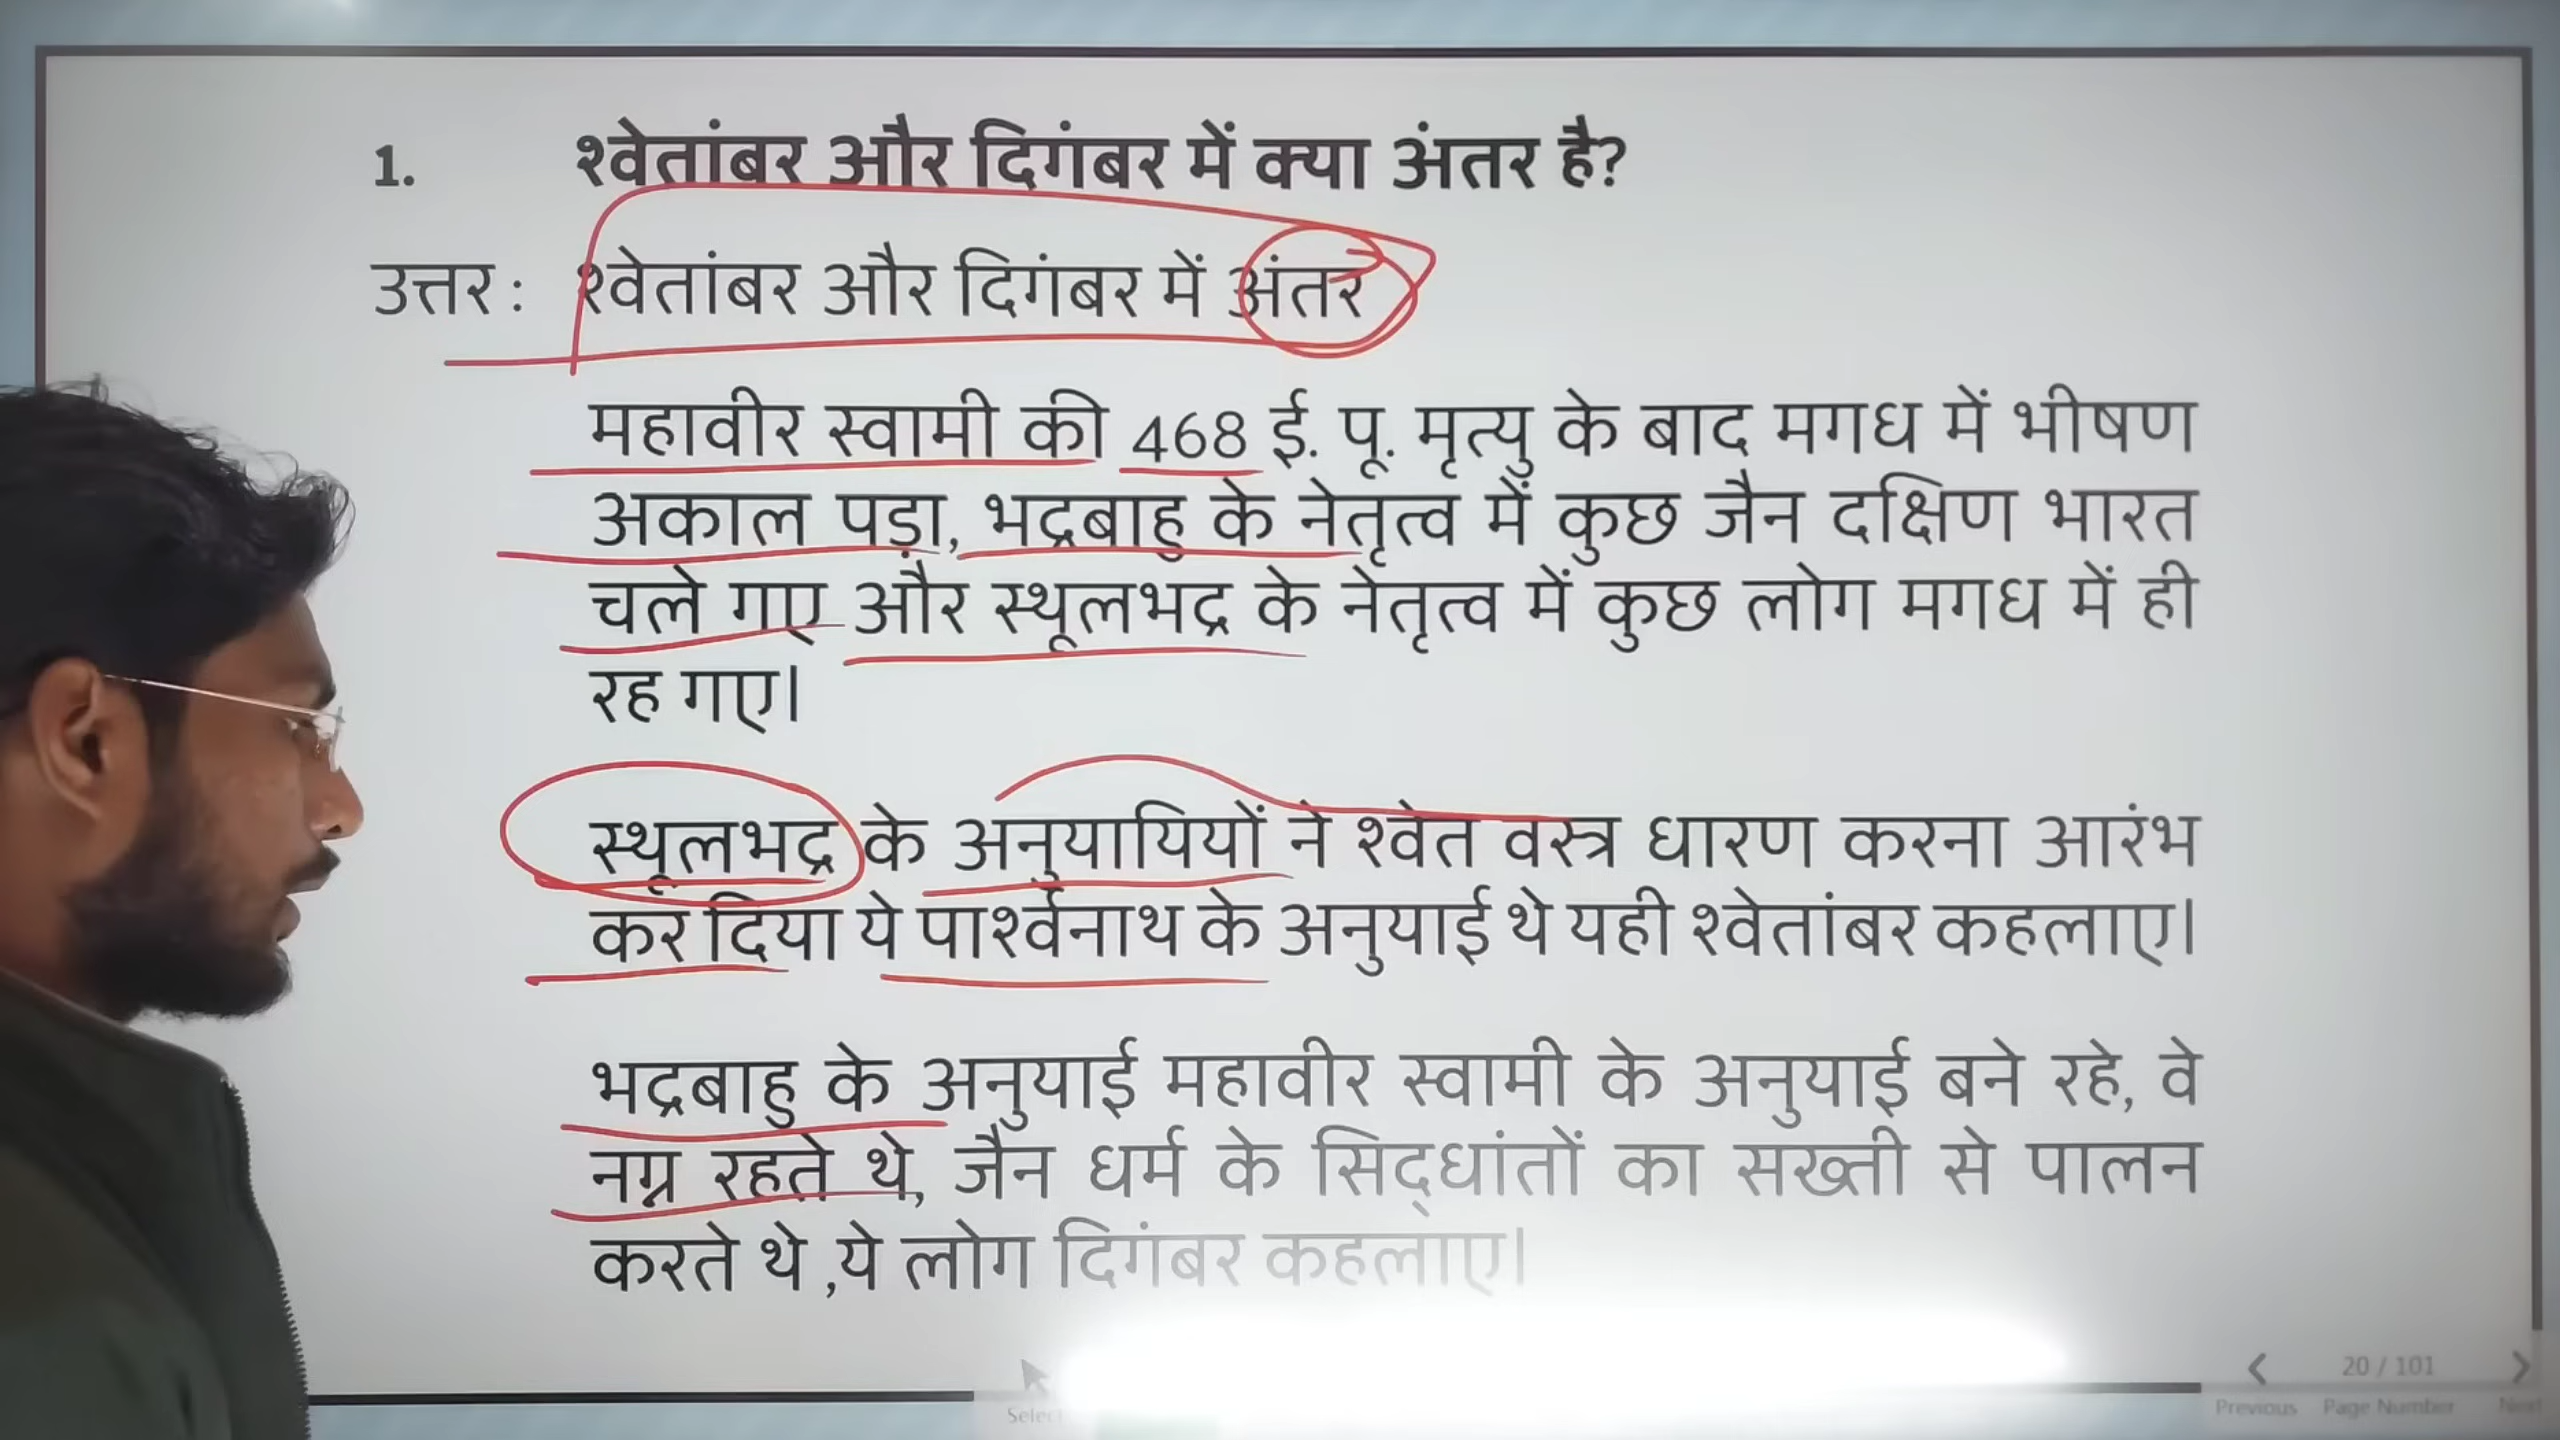 1. श्वेतांबर और दिगंबर में क्या अंतर है?
उत्तर : श्वेतांबर और दिगंबर में अंतर
महावीर स्वामी की 468 ई. पू. मृत्यु के बाद मगध में भीषण
अकाल पड़ा, भद्रबाहु के नेतृत्व में कुछ जैन दक्षिण भारत
चले गए और स्थूलभद्र के नेतृत्व में कुछ लोग मगध में ही
रह गए।
स्थूलभद्र के अनुयायियों ने श्वेत वस्त्र धारण करना आरंभ
कर दिया ये पार्श्वनाथ के अनुयाई थे यही श्वेतांबर कहलाए।
भद्रबाहु के अनुयाई महावीर स्वामी के अनुयाई बने रहे, वे
नग्न रहते थे, जैन धर्म के सिद्धांतों का सख्ती से पालन
करते थे ,ये लोग दिगंबर कहलाए।
20 / 101
Select Previous Page Number Next